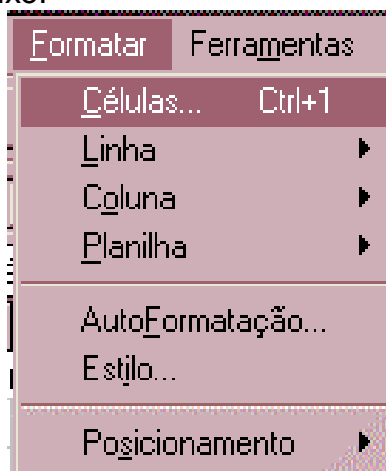 Formatar Ferramentas
Células... Ctrl+1
Linha
Coluna
Planilha
AutoFormatação...
Estilo...
Posicionamento